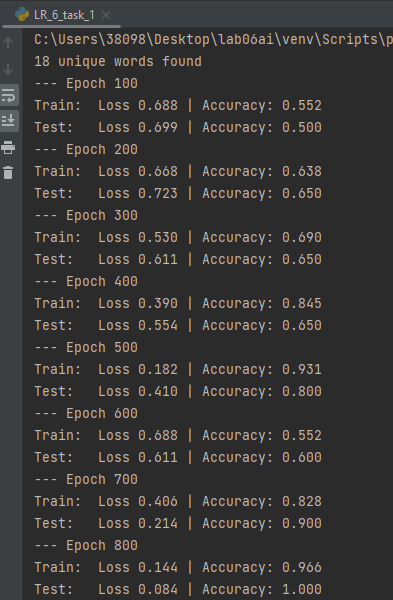 LR_6_task_1
C:\Users\38098\Desktop\lab06ai\venv\Scripts\p
18 unique words found
--- Epoch 100
Train: Loss 0.688 | Accuracy: 0.552
Test: Loss 0.699 | Accuracy: 0.500
--- Epoch 200
Train: Loss 0.668 | Accuracy: 0.638
Test: Loss 0.723 | Accuracy: 0.650
--- Epoch 300
Train: Loss 0.530 | Accuracy: 0.690
Test: Loss 0.611 | Accuracy: 0.650
--- Epoch 400
Train: Loss 0.390 | Accuracy: 0.845
Test: Loss 0.554 | Accuracy: 0.650
--- Epoch 500
Train: Loss 0.182 | Accuracy: 0.931
Test: Loss 0.410 | Accuracy: 0.800
--- Epoch 600
Train: Loss 0.688 | Accuracy: 0.552
Test: Loss 0.611 | Accuracy: 0.600
--- Epoch 700
Train: Loss 0.406 | Accuracy: 0.828
Test: Loss 0.214 | Accuracy: 0.900
--- Epoch 800
Train: Loss 0.144 | Accuracy: 0.966
Test: Loss 0.084 | Accuracy: 1.000